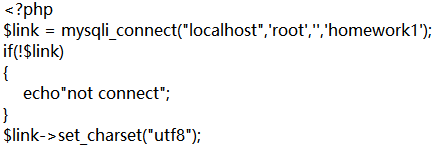 <?php
$link = mysqli_connect("localhost",'root','','homework1');
if(!$link)
{
    echo"not connect";
}
$link->set_charset("utf8");